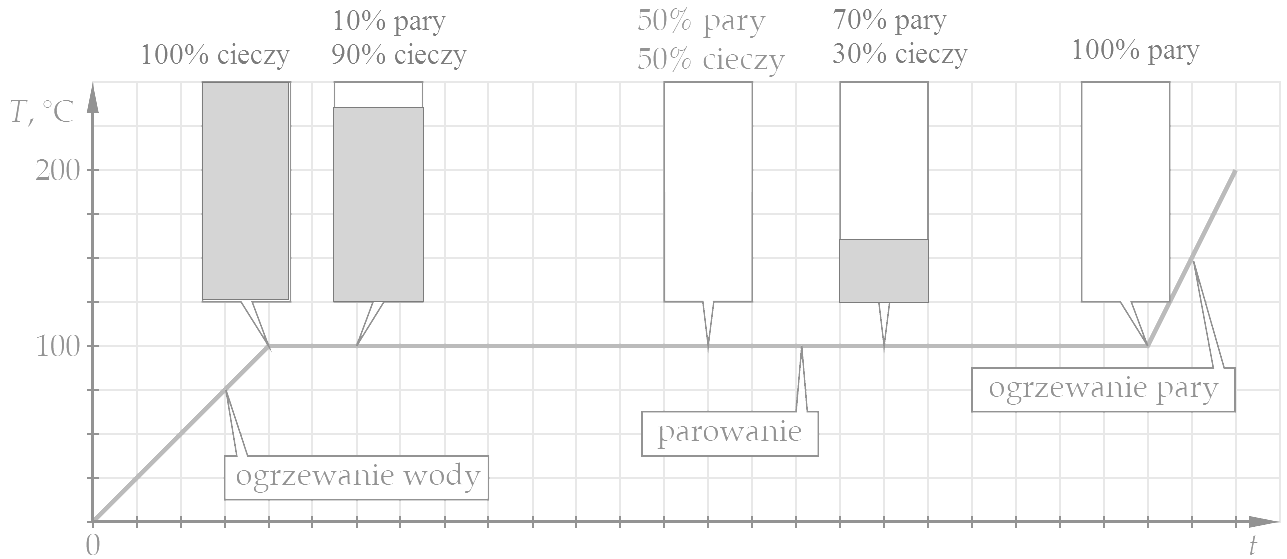 10% pary
50% pary
70% pary
100% cieczy
90% cieczy
50% cieczy
30% cieczy
100% pary
T, °C
200
100
ogrzewanie pary
parowanie
ogrzewanie wody
0
t